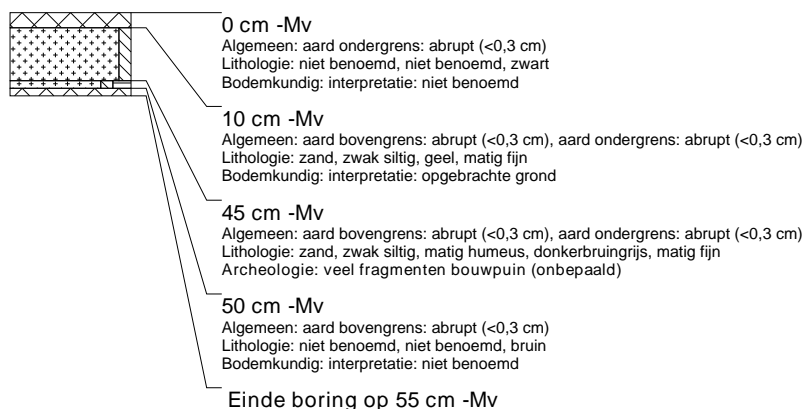 0 cm -Mv
Algemeen: aard ondergrens: abrupt (<0,3 cm)
Lithologie: niet benoemd, niet benoemd, zwart
Bodemkundig: interpretatie: niet benoemd
10 cm -Mv
Algemeen: aard bovengrens: abrupt (<0,3 cm), aard ondergrens: abrupt (<0,3 cm)
Lithologie: zand, zwak siltig, geel, matig fijn
Bodemkundig: interpretatie: opgebrachte grond
45 cm -Mv
Algemeen: aard bovengrens: abrupt (<0,3 cm), aard ondergrens: abrupt (<0,3 cm)
Lithologie: zand, zwak siltig, matig humeus, donkerbruingrijs, matig fijn
Archeologie: veel fragmenten bouwpuin (onbepaald)
50 cm -Mv
Algemeen: aard bovengrens: abrupt (<0,3 cm)
Lithologie: niet benoemd, niet benoemd, bruin
Bodemkundig: interpretatie: niet benoemd
Einde boring op 55 cm -Mv